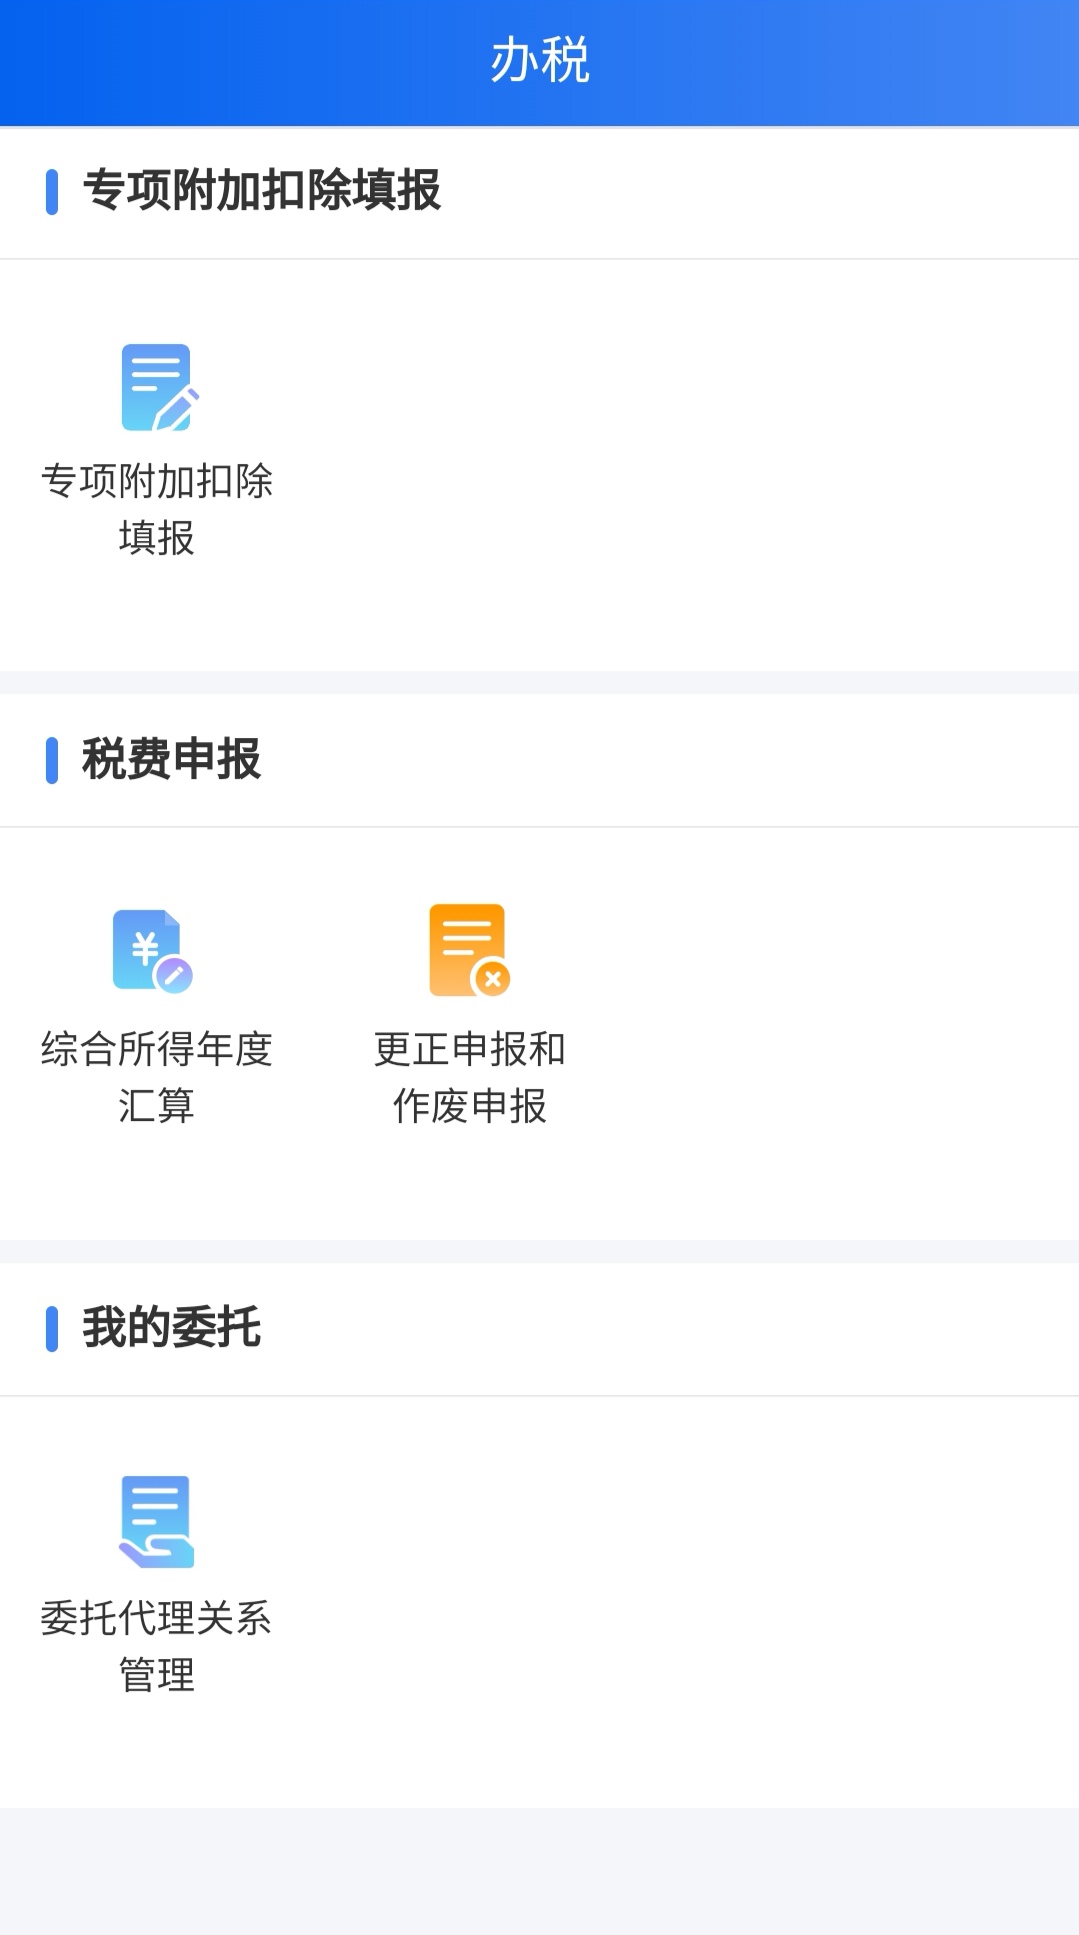 办税
专项附加扣除填报
专项附加扣除
填报
税费申报
综合所得年度
汇算
更正申报和
作废申报
我的委托
委托代理关系
管理